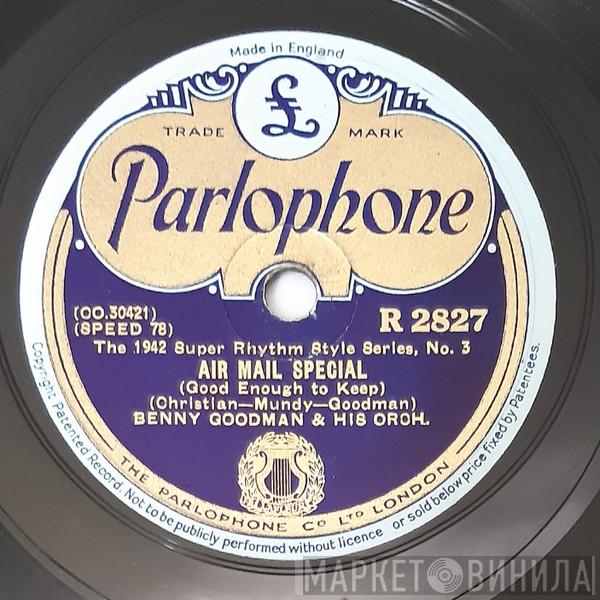 Made in England
£
TRADE MARK
Parlophone
(OO.30421)
(SPEED 78)
R 2827
The 1942 Super Rhythm Style Series, No. 3
AIR MAIL SPECIAL
(Good Enough to Keep)
(Christian—Mundy—Goodman)
BENNY GOODMAN & HIS ORCH.
THE PARLOPHONE Co LTD LONDON
Copyright Patented Record. Not to be publicly performed without licence or sold below price fixed by Patentees.
МАРКЕТ ВИНИЛА